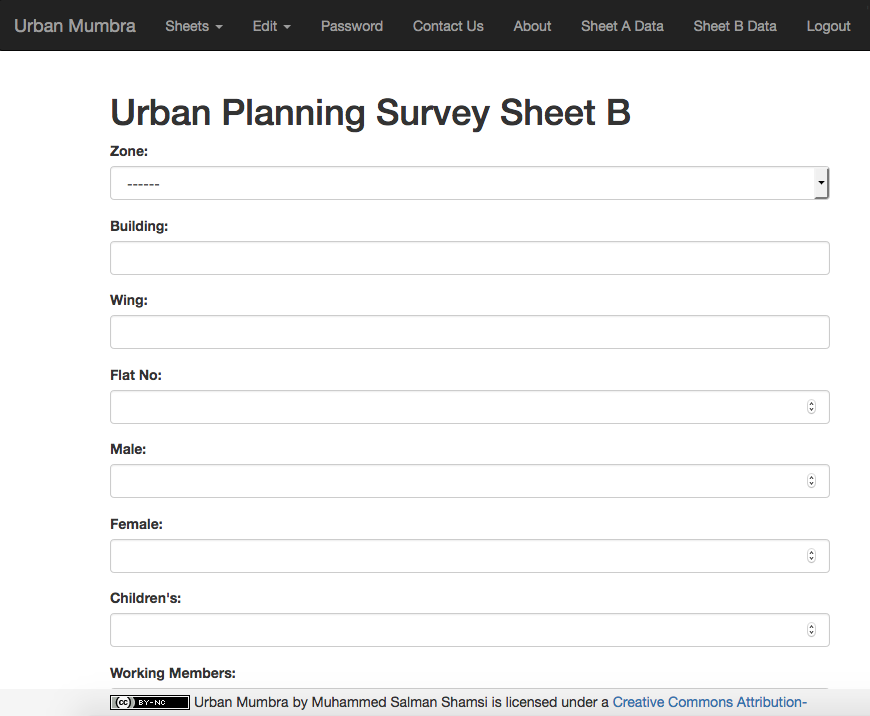 Urban Mumbra Sheets Edit Password Contact Us About Sheet A Data Sheet B Data Logout
Urban Planning Survey Sheet B
Zone:
------
Building:
Wing:
Flat No:
Male:
Female:
Children's:
Working Members:
(cc) BY-NC Urban Mumbra by Muhammed Salman Shamsi is licensed under a Creative Commons Attribution-